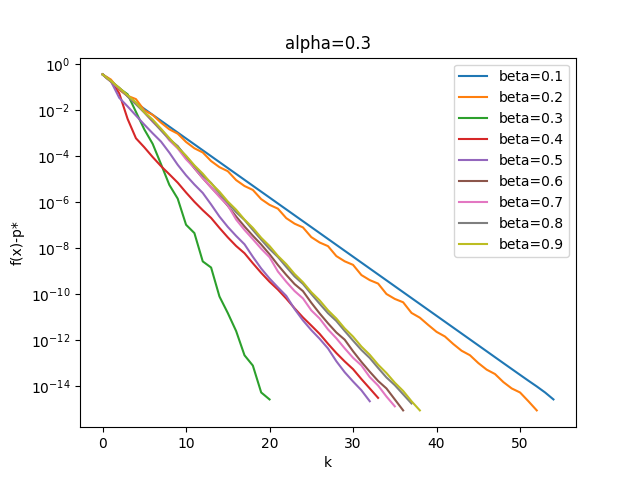 alpha=0.3
f(x)-p*
10⁰
10⁻²
10⁻⁴
10⁻⁶
10⁻⁸
10⁻¹⁰
10⁻¹²
10⁻¹⁴
beta=0.1
beta=0.2
beta=0.3
beta=0.4
beta=0.5
beta=0.6
beta=0.7
beta=0.8
beta=0.9
0 10 20 30 40 50
k